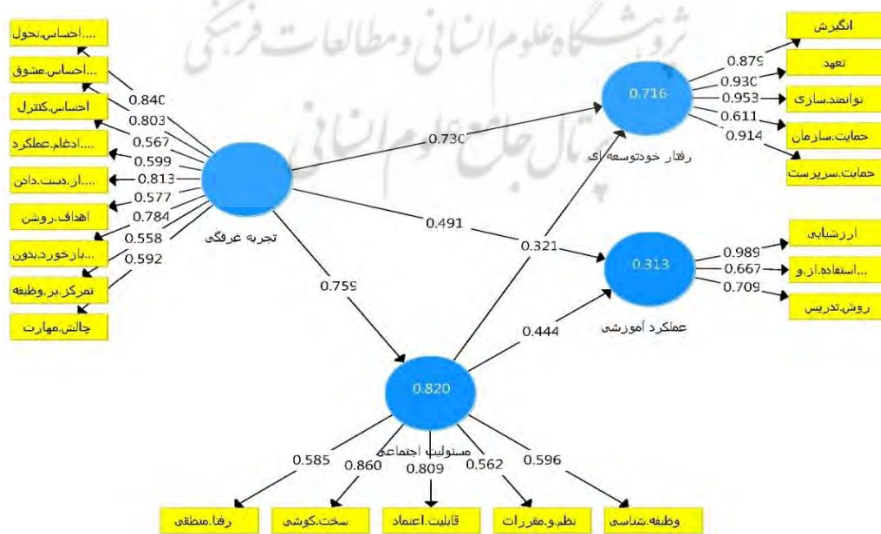 پژوهشگاه علوم انسانی و مطالعات فرهنگی
پرتال جامع علوم انسانی
احساس.تحول....
احساس.مشوق...
احساس.کنترل
ادغام.عملکرد....
از.دست.دادن....
اهداف.روشن
بازخورد.بدون....
تمرکز.بر.وظیفه
چالش.مهارت
0.840
0.803
0.567
0.599
0.813
0.577
0.784
0.558
0.592
تجربه غرقگی
0.730
0.491
0.759
0.321
0.444
0.716
رفتار خودتوسعه ای
0.879
0.930
0.953
0.611
0.914
انگیزش
تعهد
توانمند.سازی
حمایت.سازمان
حمایت.سرپرست
0.313
عملکرد آموزشی
0.989
0.667
0.709
ارزشیابی
استفاده.از.و...
روش.تدریس
0.820
مسئولیت اجتماعی
0.585
0.860
0.809
0.562
0.596
رفتا.منطقی
سخت.کوشی
قابلیت.اعتماد
نظم.و.مقررات
وظیفه.شناسی